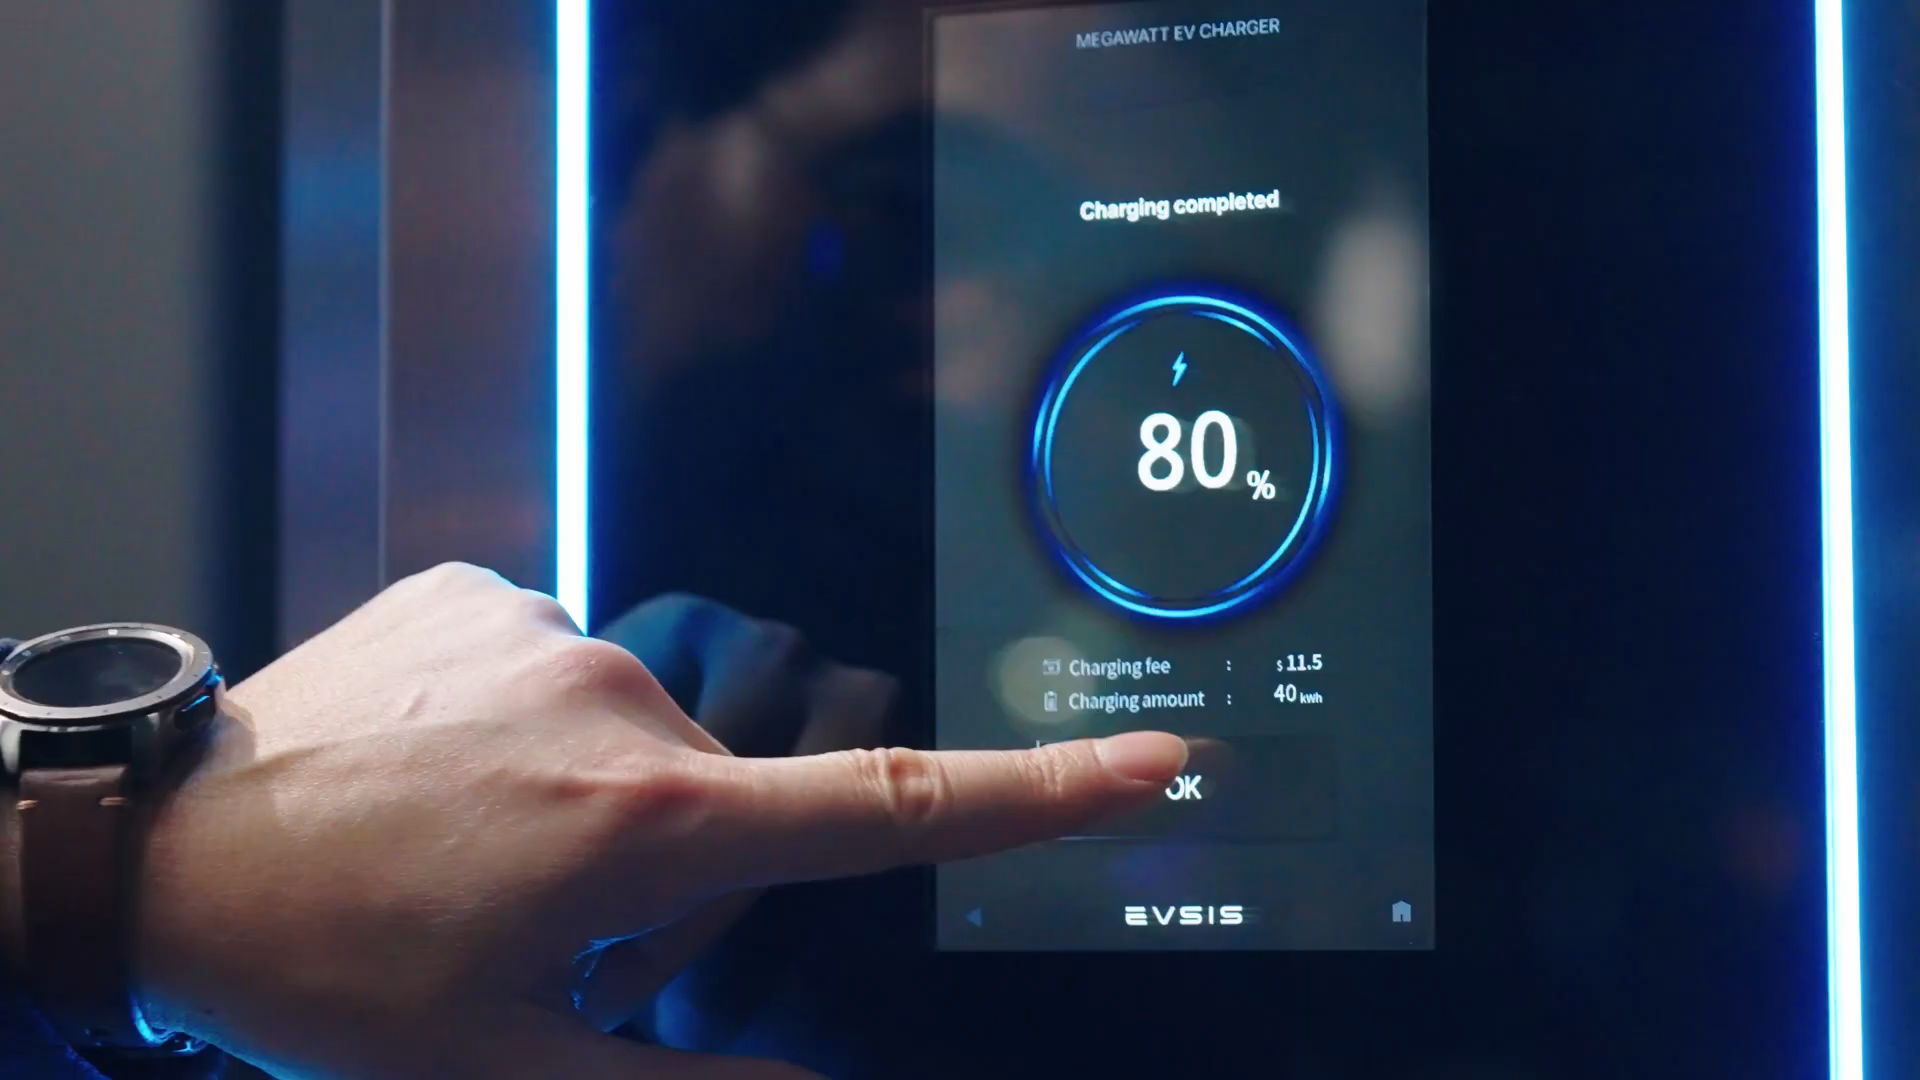 MEGAWATT EV CHARGER
Charging completed
80 %
Charging fee : $ 11.5
Charging amount : 40 kwh
OK
EVSIS